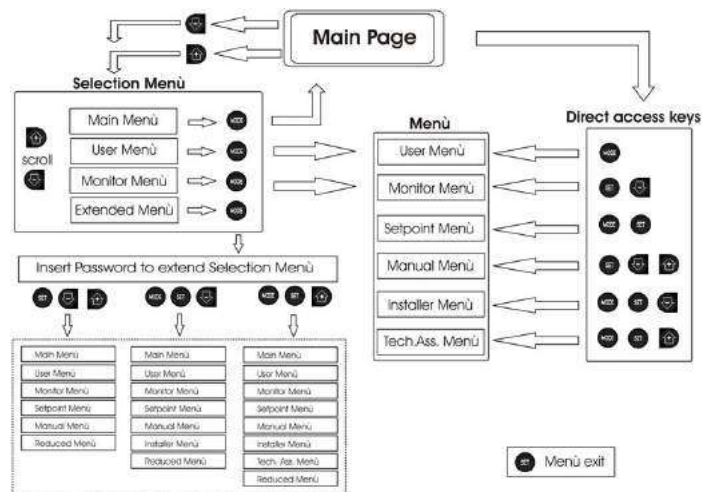 Main Page
Selection Menù
Main Menù
MODE
User Menù
MODE
scroll
Monitor Menù
MODE
Extended Menù
MODE
Insert Password to extend Selection Menù
SET
MODE SET
MODE SET
Main Menù
User Menù
Monitor Menù
Setpoint Menù
Manual Menù
Reduced Menù
Main Menù
User Menù
Monitor Menù
Setpoint Menù
Manual Menù
Installer Menù
Reduced Menù
Main Menù
User Menù
Monitor Menù
Setpoint Menù
Manual Menù
Installer Menù
Tech. Ass. Menù
Reduced Menù
Menù
User Menù
Monitor Menù
Setpoint Menù
Manual Menù
Installer Menù
Tech.Ass. Menù
Direct access keys
MODE
SET
MODE SET
SET
MODE SET
MODE SET
SET Menù exit